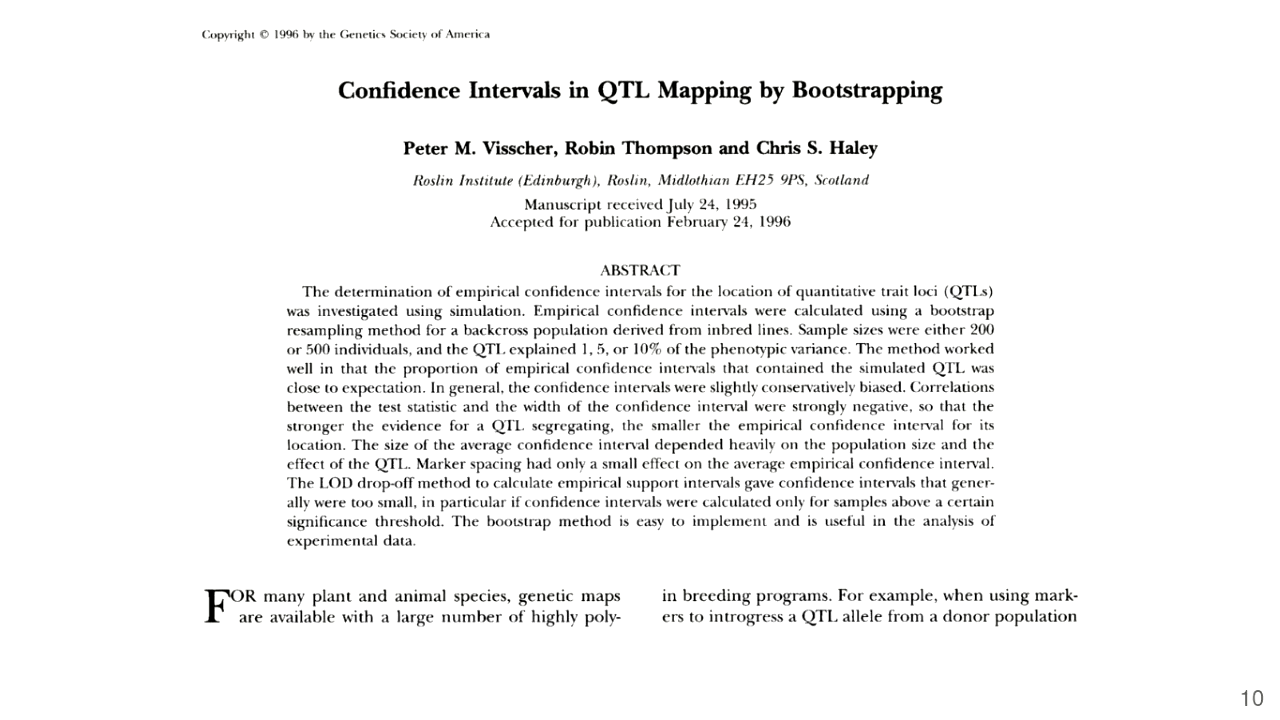 Copyright © 1996 by the Genetics Society of America
Confidence Intervals in QTL Mapping by Bootstrapping
Peter M. Visscher, Robin Thompson and Chris S. Haley
Roslin Institute (Edinburgh), Roslin, Midlothian EH25 9PS, Scotland
Manuscript received July 24, 1995
Accepted for publication February 24, 1996
ABSTRACT
The determination of empirical confidence intervals for the location of quantitative trait loci (QTLs)
was investigated using simulation. Empirical confidence intervals were calculated using a bootstrap
resampling method for a backcross population derived from inbred lines. Sample sizes were either 200
or 500 individuals, and the QTL explained 1, 5, or 10% of the phenotypic variance. The method worked
well in that the proportion of empirical confidence intervals that contained the simulated QTL was
close to expectation. In general, the confidence intervals were slightly conservatively biased. Correlations
between the test statistic and the width of the confidence interval were strongly negative, so that the
stronger the evidence for a QTL segregating, the smaller the empirical confidence interval for its
location. The size of the average confidence interval depended heavily on the population size and the
effect of the QTL. Marker spacing had only a small effect on the average empirical confidence interval.
The LOD drop-off method to calculate empirical support intervals gave confidence intervals that gener-
ally were too small, in particular if confidence intervals were calculated only for samples above a certain
significance threshold. The bootstrap method is easy to implement and is useful in the analysis of
experimental data.
FOR many plant and animal species, genetic maps
are available with a large number of highly poly-
in breeding programs. For example, when using mark-
ers to introgress a QTL allele from a donor population
10